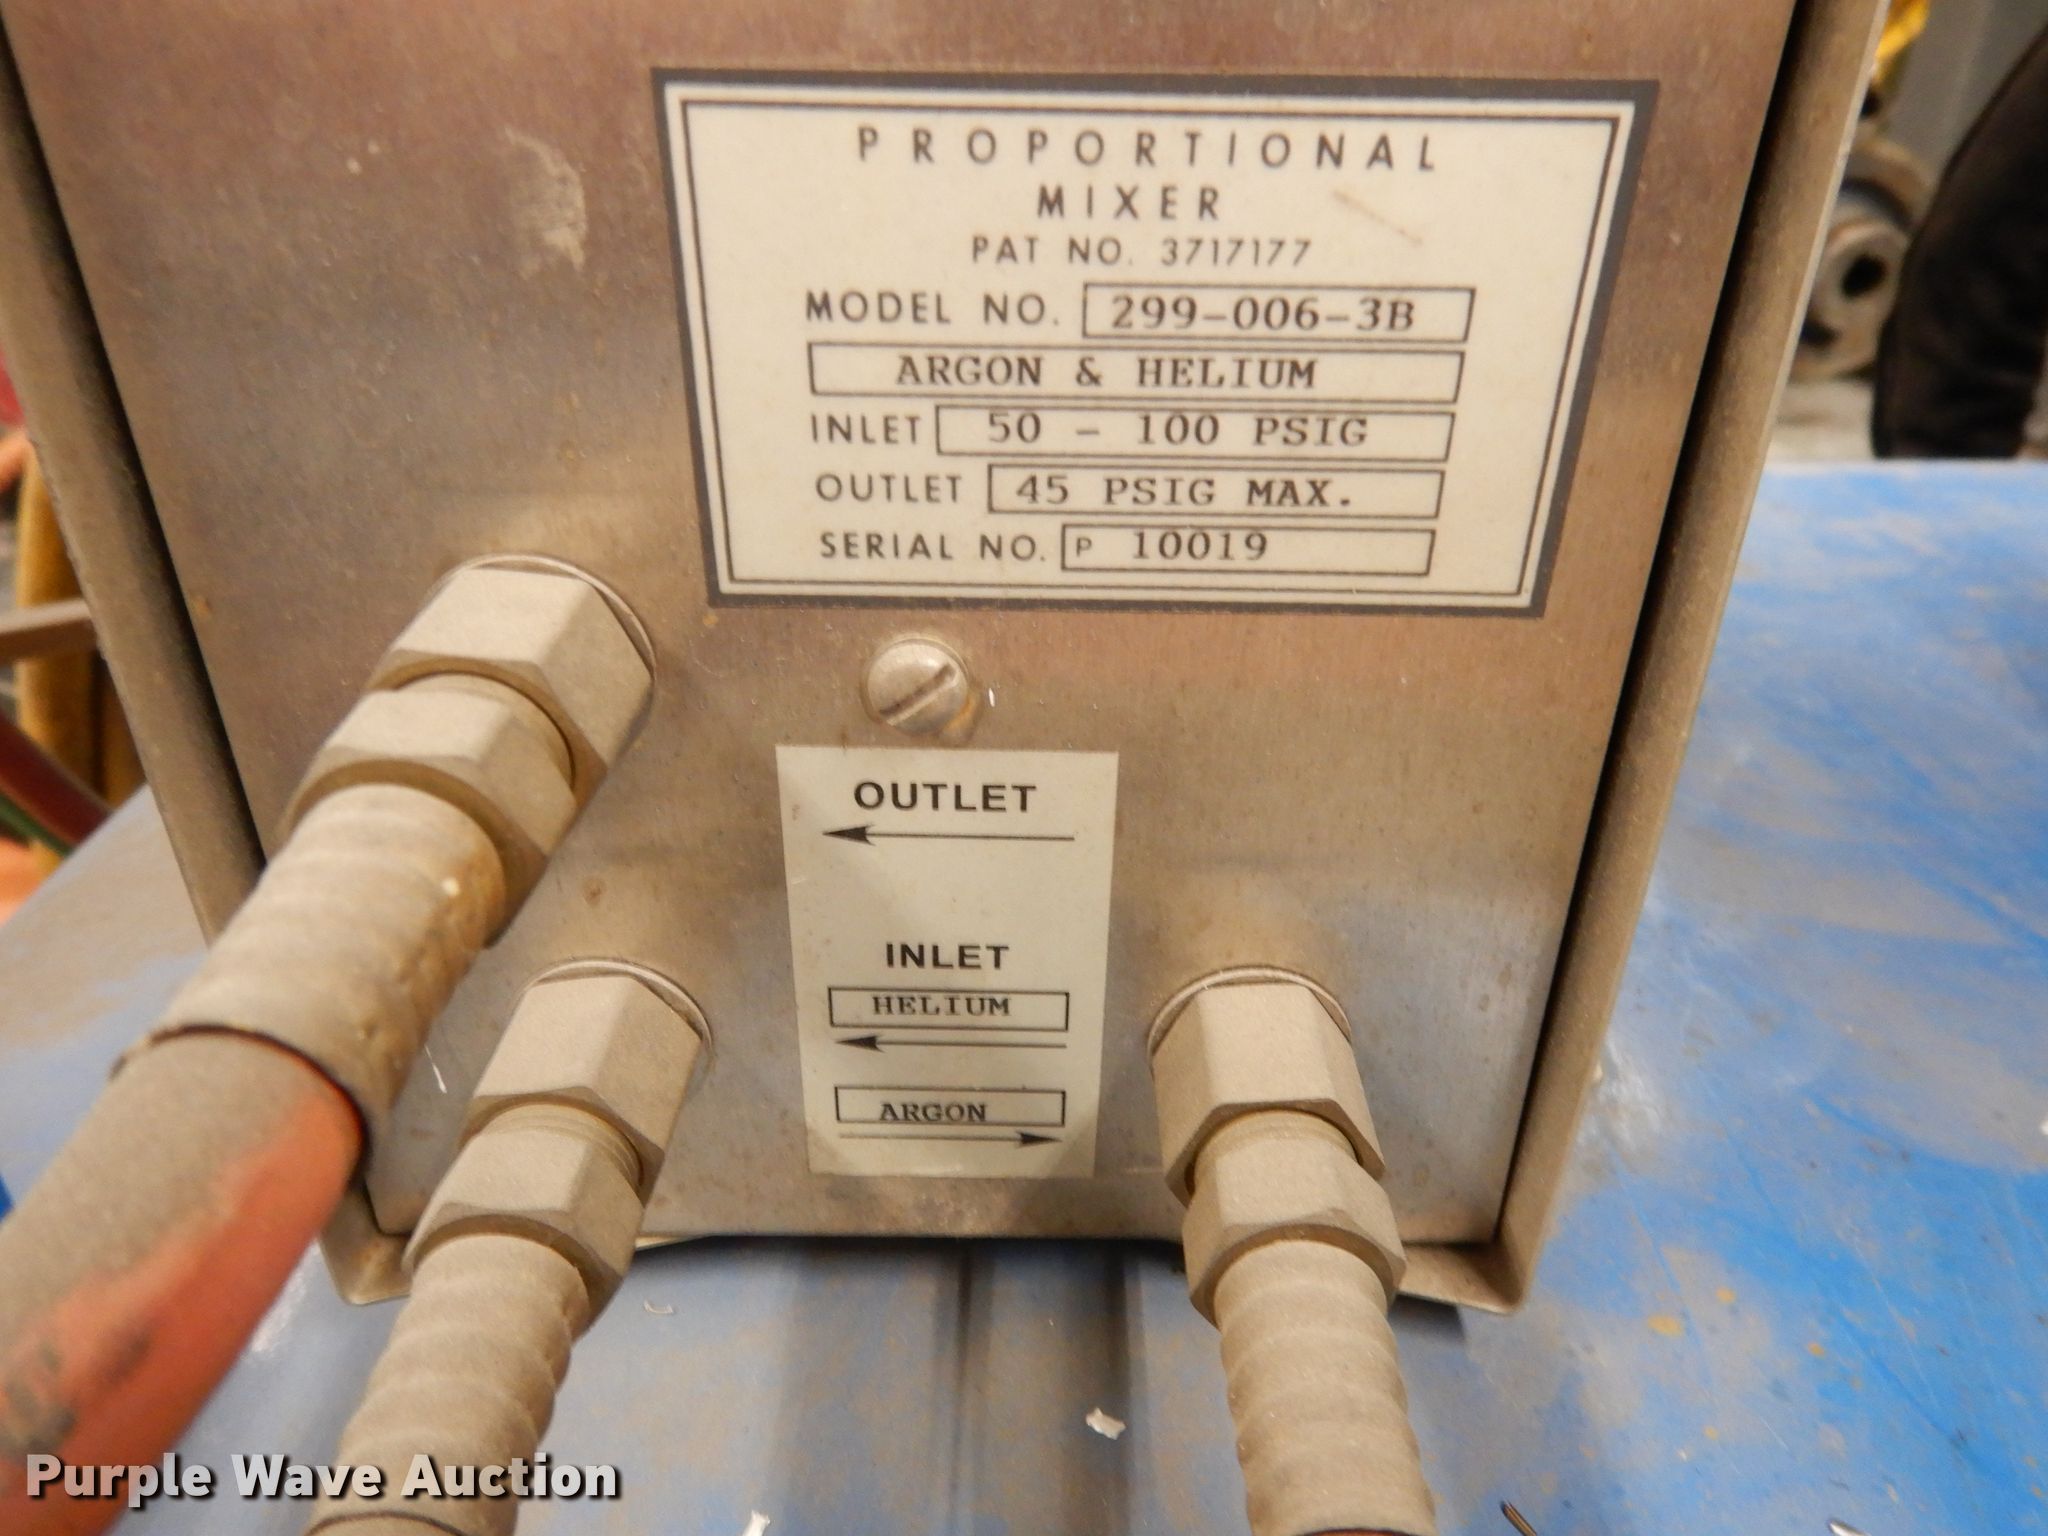 PROPORTIONAL
MIXER
PAT NO. 3717177
MODEL NO. 299-006-3B
ARGON & HELIUM
INLET 50 - 100 PSIG
OUTLET 45 PSIG MAX.
SERIAL NO. P 10019
OUTLET
INLET
HELIUM
ARGON
Purple Wave Auction